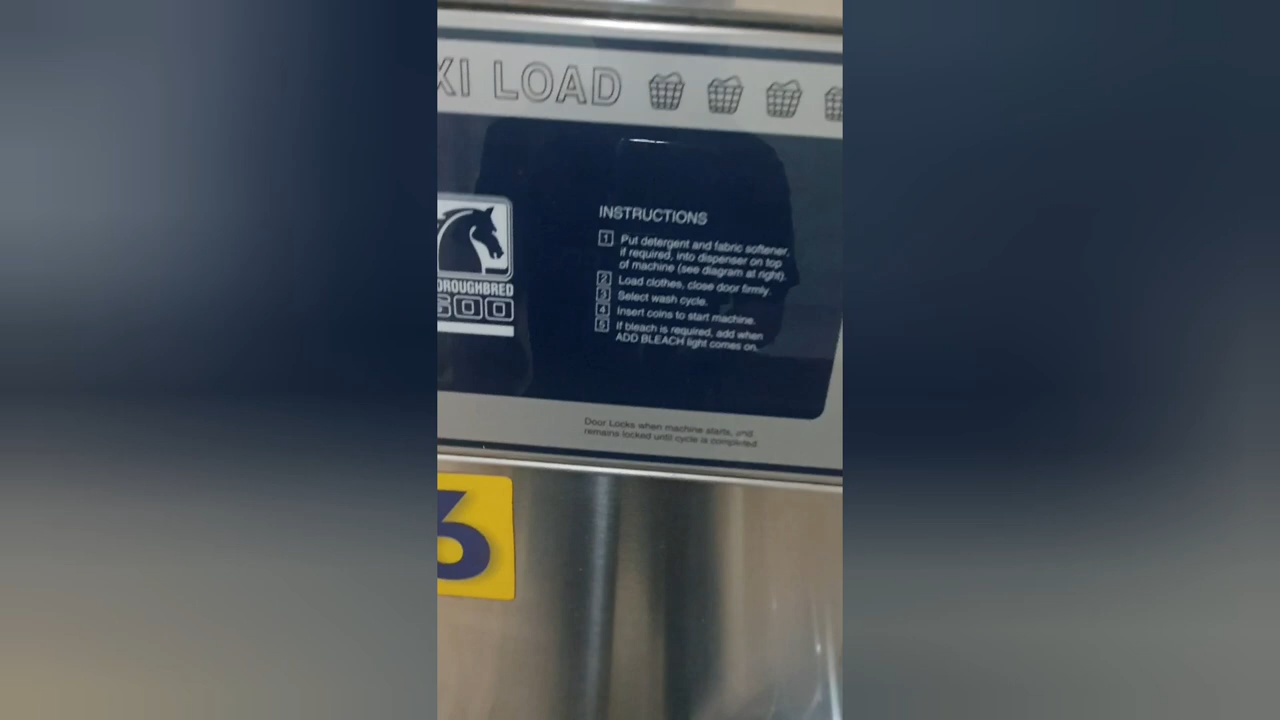 XI LOAD
INSTRUCTIONS
1 Put detergent and fabric softener,
if required, into dispenser on top
of machine (see diagram at right).
2 Load clothes, close door firmly.
3 Select wash cycle.
4 Insert coins to start machine.
5 If bleach is required, add when
ADD BLEACH light comes on.
OROUGHBRED
600
Door Locks when machine starts, and
remains locked until cycle is completed
6